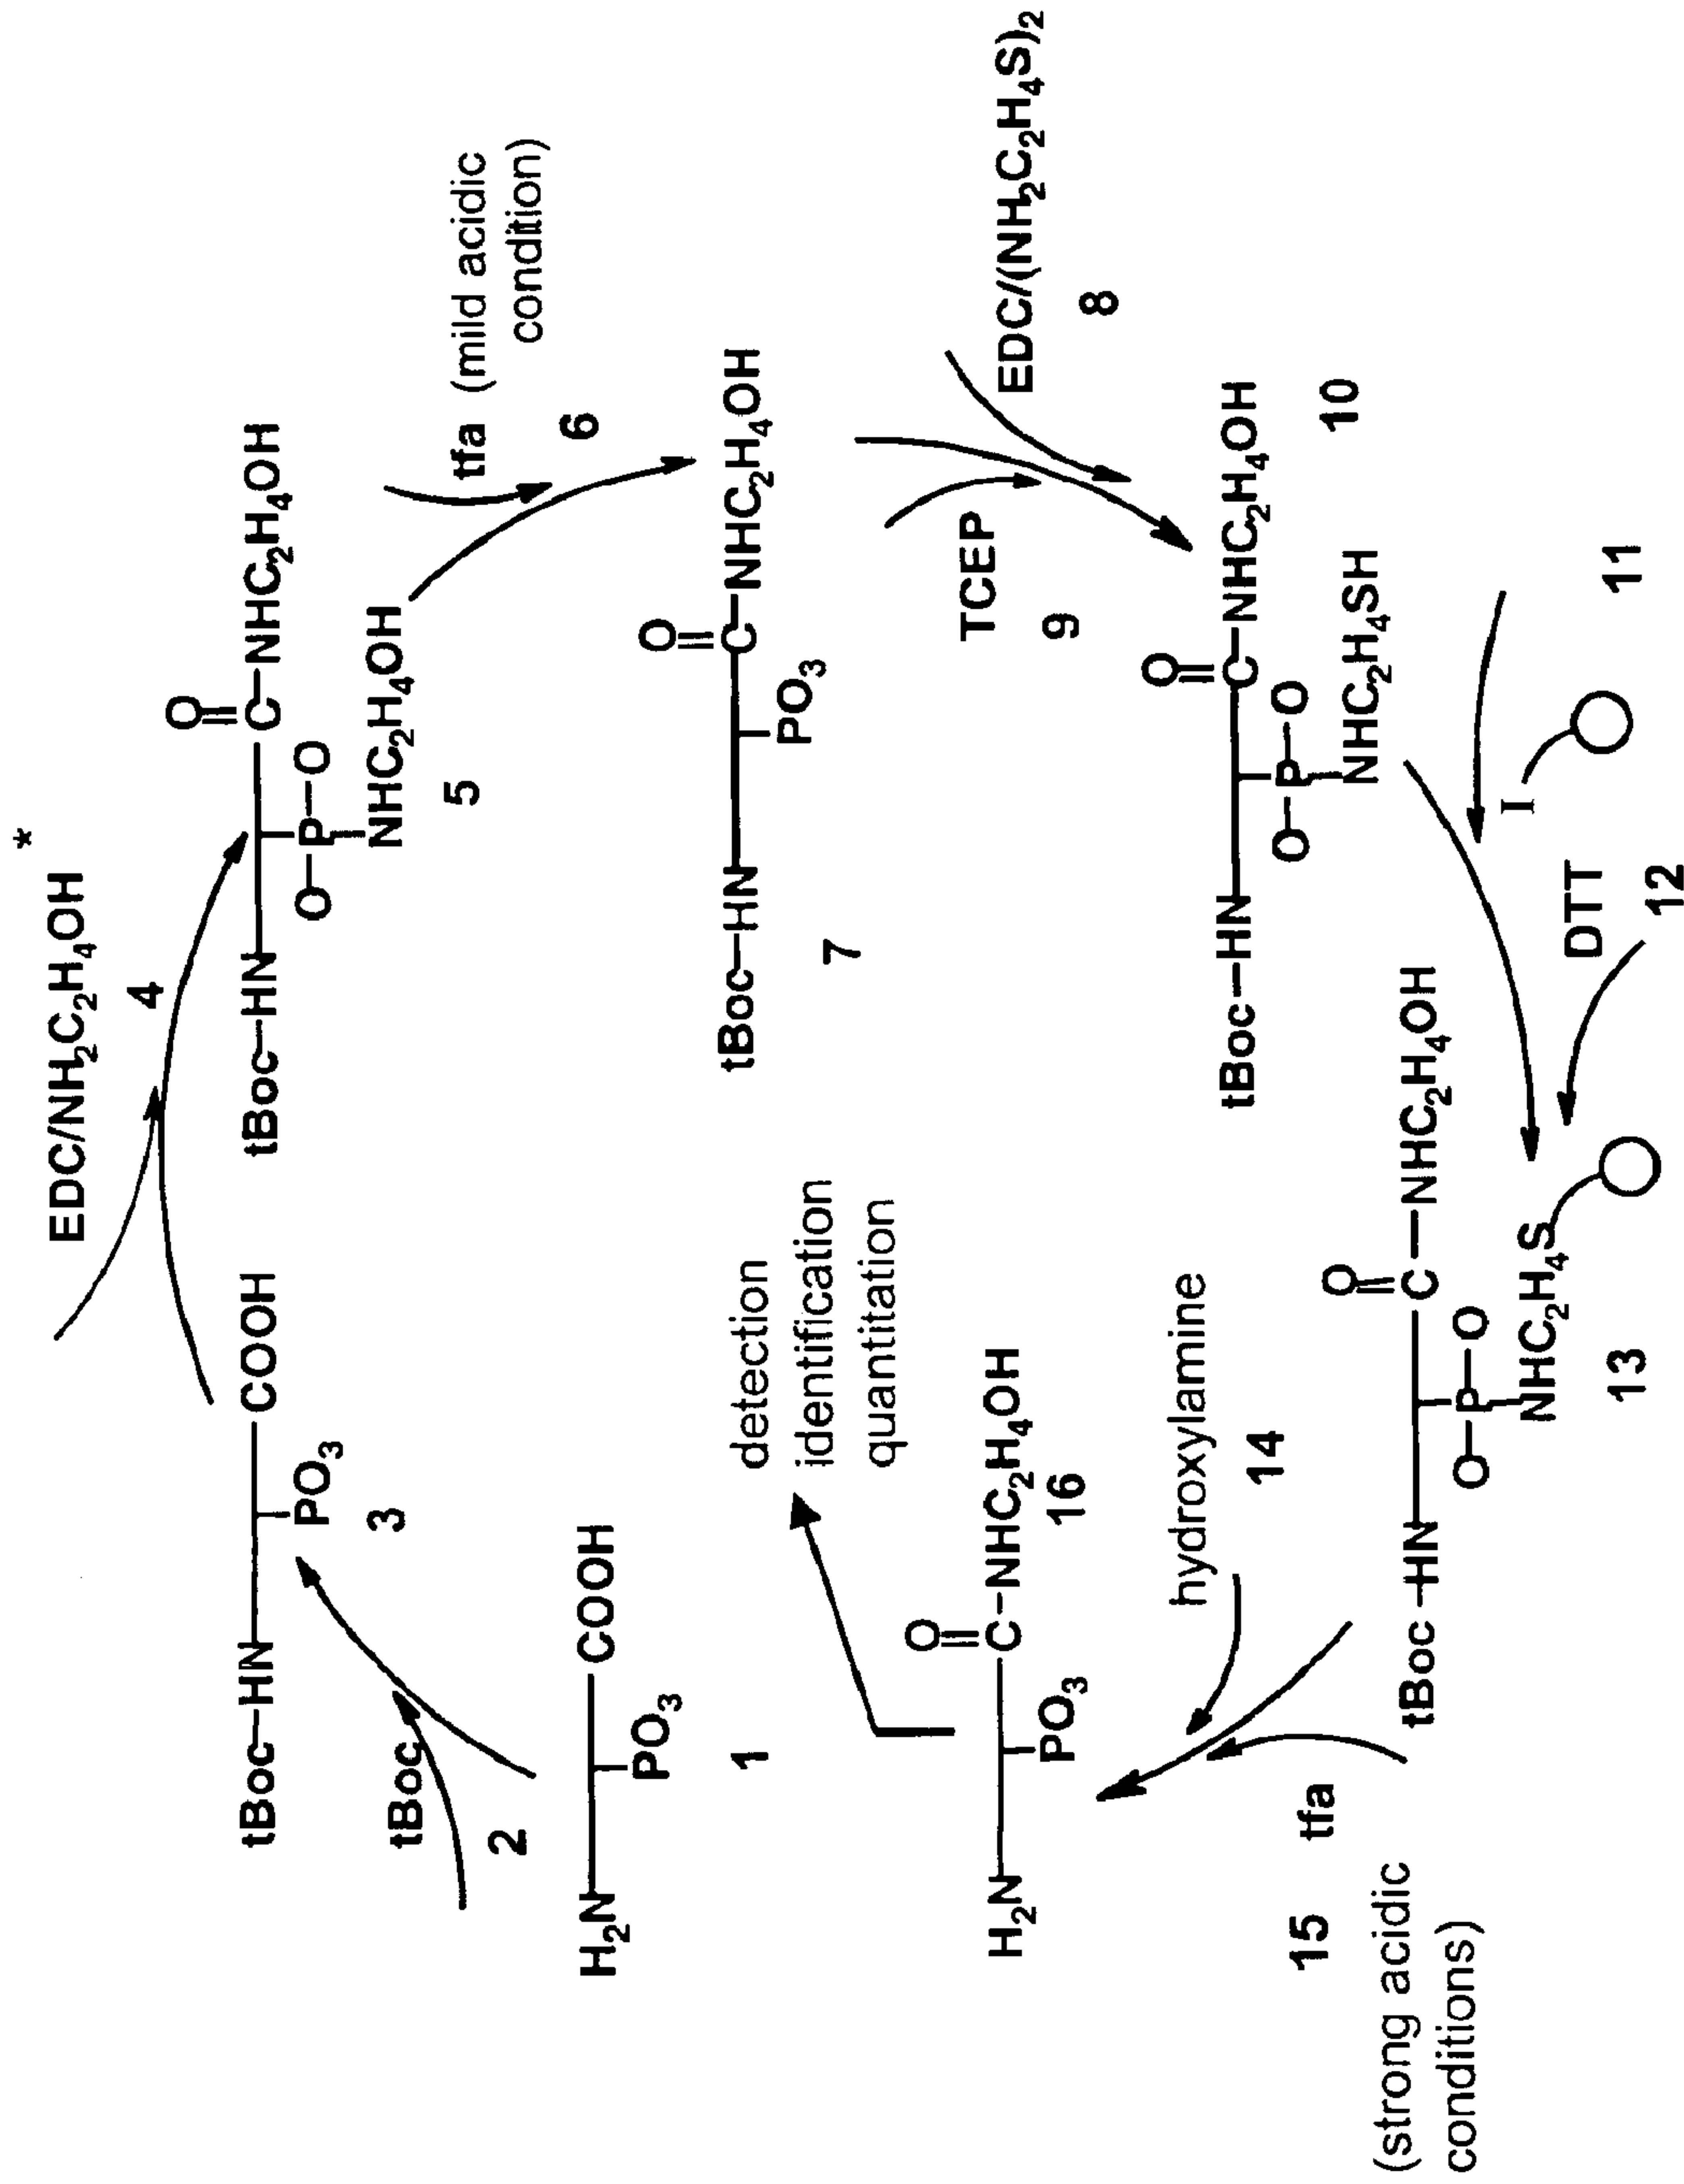 H₂N COOH
PO₃
1
tBoc
2
tBoc–HN COOH
PO₃
3
EDC/NH₂C₂H₄OH *
4
O
tBoc–HN C–NHC₂H₄OH
O–P–O
NHC₂H₄OH
5
tfa (mild acidic
condition)
6
O
tBoc–HN C–NHC₂H₄OH
PO₃
7
EDC/(NH₂C₂H₄S)₂
8
TCEP
9
O
tBoc–HN C–NHC₂H₄OH
O–P–O
NHC₂H₄SH
10
I
11
DTT
12
O
tBoc–HN C–NHC₂H₄OH
O–P–O
NHC₂H₄S
13
hydroxylamine
14
15 tfa
(strong acidic
conditions)
O
H₂N C–NHC₂H₄OH
PO₃
16
detection
identification
quantitation